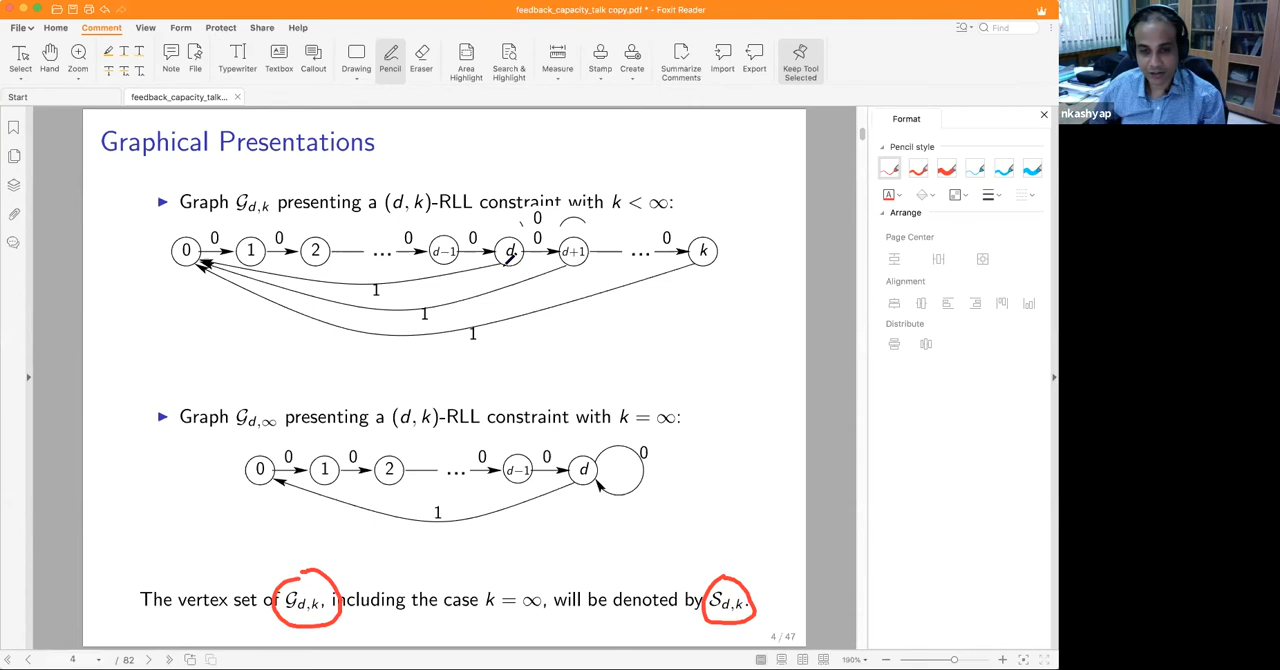 feedback_capacity_talk copy.pdf * - Foxit Reader
File Home Comment View Form Protect Share Help Find
Select Hand Zoom Note File Typewriter Textbox Callout Drawing Pencil Eraser Area Highlight Search & Highlight Measure Stamp Create Summarize Comments Import Export Keep Tool Selected
Start feedback_capacity_talk...
nkashyap
Graphical Presentations
Graph 𝒢d,k presenting a (d, k)-RLL constraint with k < ∞:
0
0 0 0 0 0 0
0 1 2 ... d−1 d d+1 ... k
1
1
1
Graph 𝒢d,∞ presenting a (d, k)-RLL constraint with k = ∞:
0 0 0 0 0
0 1 2 ... d−1 d
1
The vertex set of 𝒢d,k, including the case k = ∞, will be denoted by 𝒮d,k.
4 / 47
Format
Pencil style
Arrange
Page Center
Alignment
Distribute
4 / 82 190%